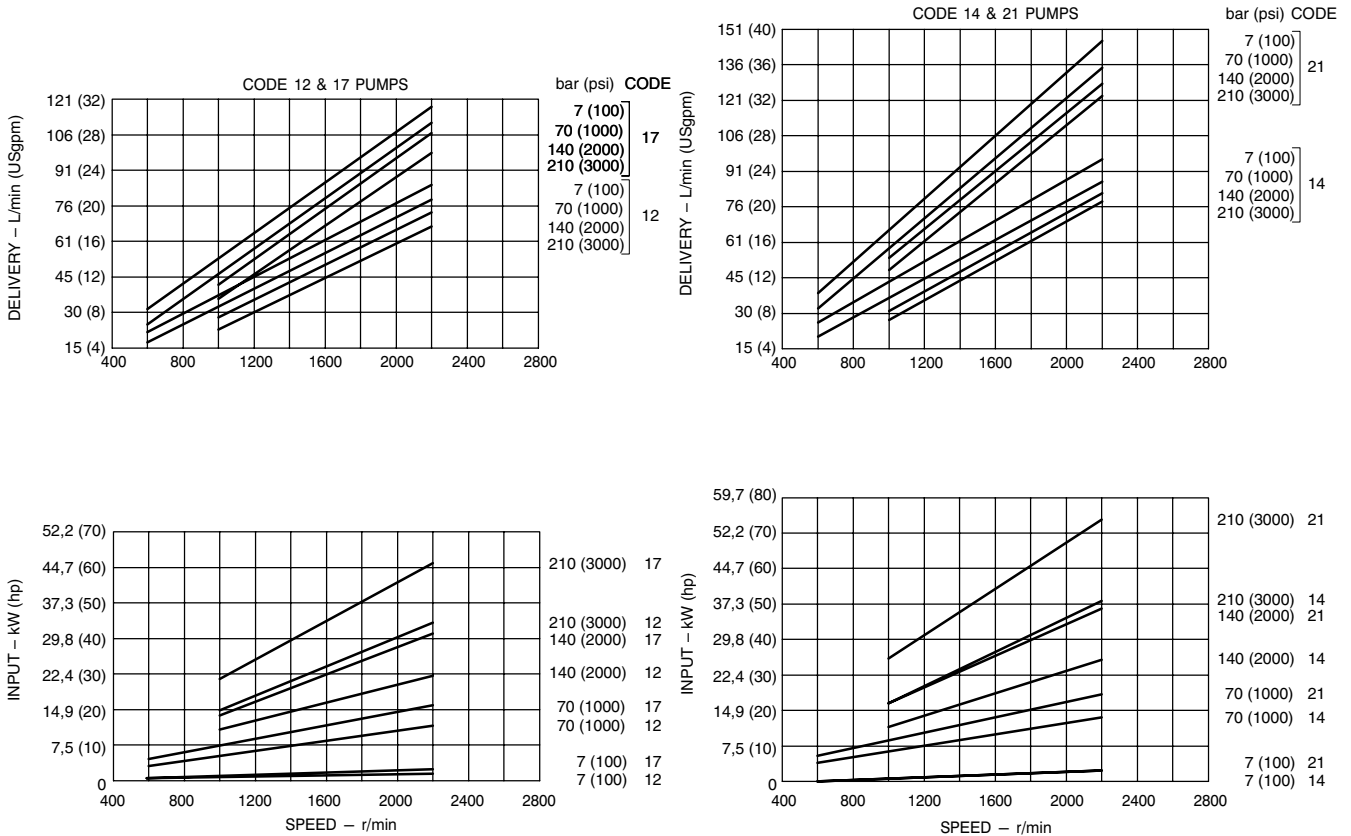 CODE 12 & 17 PUMPS
bar (psi) CODE
DELIVERY – L/min (USgpm)
121 (32)
106 (28)
91 (24)
76 (20)
61 (16)
45 (12)
30 (8)
15 (4)
400 800 1200 1600 2000 2400 2800
7 (100)
70 (1000)
140 (2000)
210 (3000)
17
7 (100)
70 (1000)
140 (2000)
210 (3000)
12
CODE 14 & 21 PUMPS
bar (psi) CODE
DELIVERY – L/min (USgpm)
151 (40)
136 (36)
121 (32)
106 (28)
91 (24)
76 (20)
61 (16)
45 (12)
30 (8)
15 (4)
400 800 1200 1600 2000 2400 2800
7 (100)
70 (1000)
140 (2000)
210 (3000)
21
7 (100)
70 (1000)
140 (2000)
210 (3000)
14
INPUT – kW (hp)
52,2 (70)
44,7 (60)
37,3 (50)
29,8 (40)
22,4 (30)
14,9 (20)
7,5 (10)
0
400 800 1200 1600 2000 2400 2800
SPEED – r/min
210 (3000) 17
210 (3000) 12
140 (2000) 17
140 (2000) 12
70 (1000) 17
70 (1000) 12
7 (100) 17
7 (100) 12
INPUT – kW (hp)
59,7 (80)
52,2 (70)
44,7 (60)
37,3 (50)
29,8 (40)
22,4 (30)
14,9 (20)
7,5 (10)
0
400 800 1200 1600 2000 2400 2800
SPEED – r/min
210 (3000) 21
210 (3000) 14
140 (2000) 21
140 (2000) 14
70 (1000) 21
70 (1000) 14
7 (100) 21
7 (100) 14